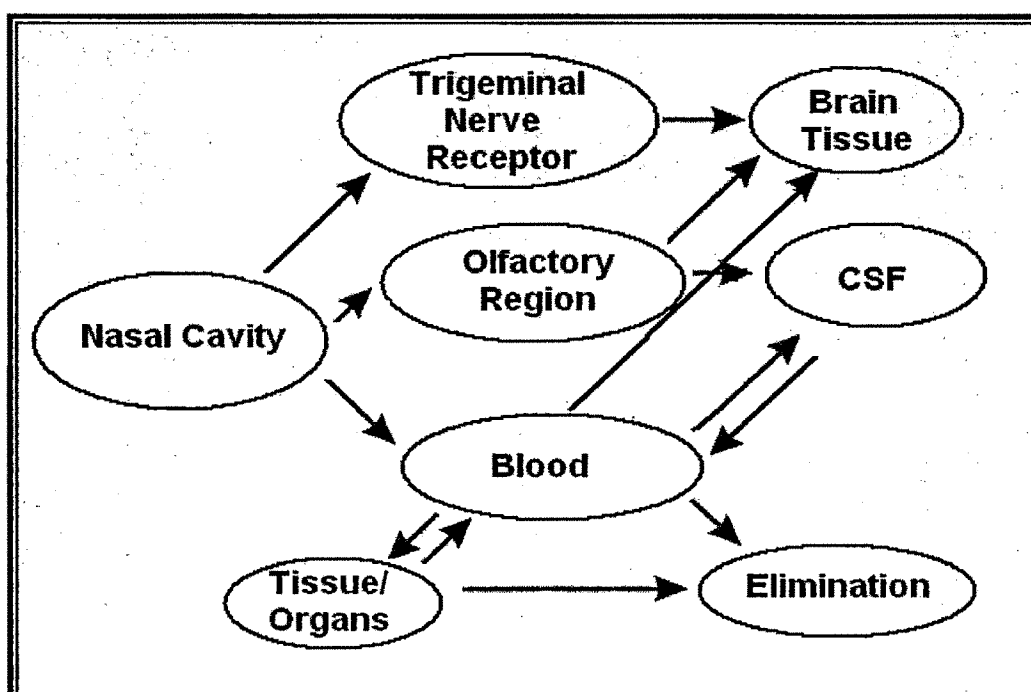 Trigeminal
Nerve
Receptor
Brain
Tissue
Olfactory
Region
CSF
Nasal Cavity
Blood
Tissue/
Organs
Elimination